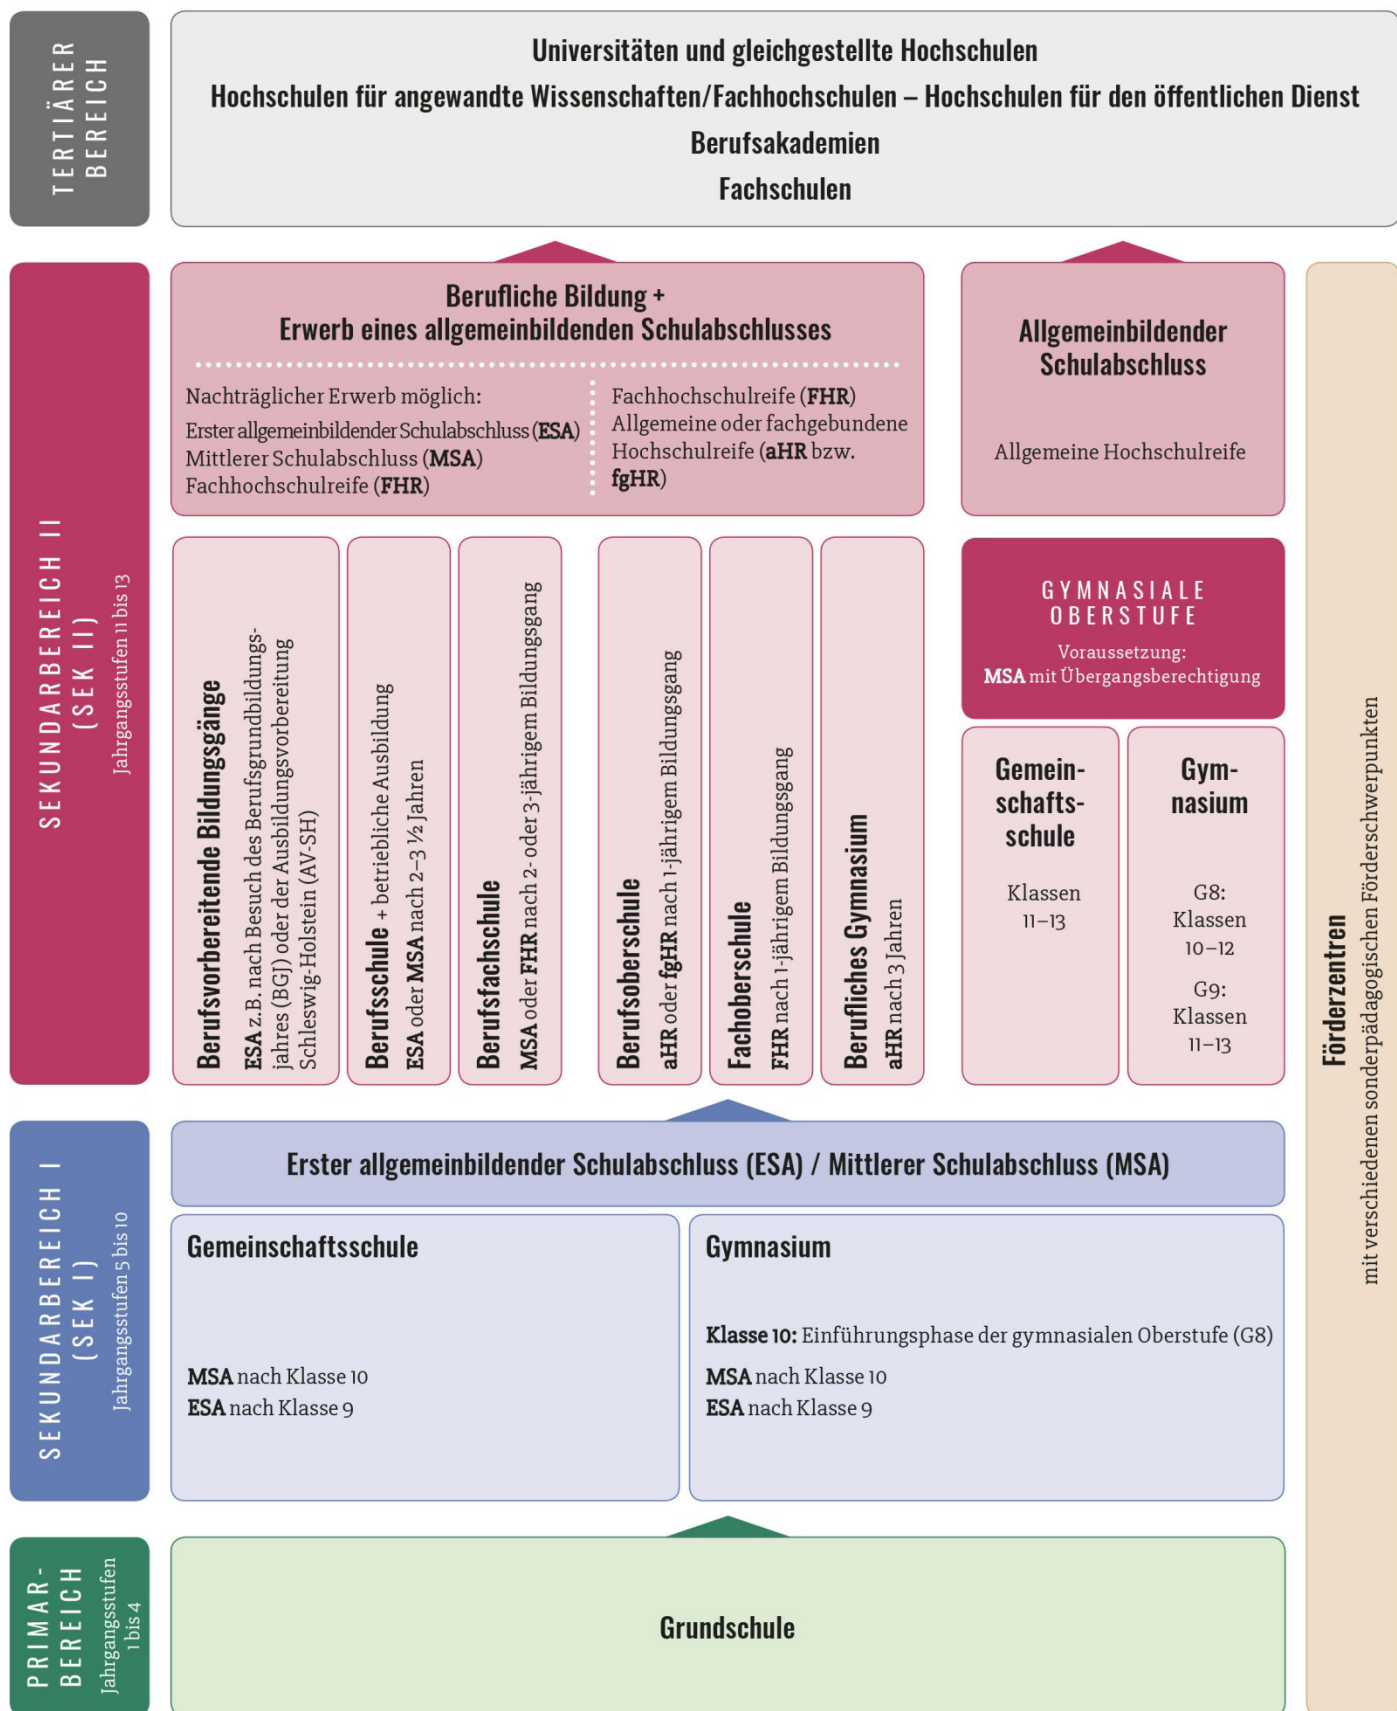 TERTIÄRER
BEREICH
Universitäten und gleichgestellte Hochschulen
Hochschulen für angewandte Wissenschaften/Fachhochschulen – Hochschulen für den öffentlichen Dienst
Berufsakademien
Fachschulen
SEKUNDARBEREICH II
(SEK II)
Jahrgangsstufen 11 bis 13
Berufliche Bildung +
Erwerb eines allgemeinbildenden Schulabschlusses
Nachträglicher Erwerb möglich:
Erster allgemeinbildender Schulabschluss (ESA)
Mittlerer Schulabschluss (MSA)
Fachhochschulreife (FHR)
Fachhochschulreife (FHR)
Allgemeine oder fachgebundene
Hochschulreife (aHR bzw.
fgHR)
Allgemeinbildender
Schulabschluss
Allgemeine Hochschulreife
Berufsvorbereitende Bildungsgänge
ESA z.B. nach Besuch des Berufsgrundbildungs-
jahres (BGJ) oder der Ausbildungsvorbereitung
Schleswig-Holstein (AV-SH)
Berufsschule + betriebliche Ausbildung
ESA oder MSA nach 2–3 ½ Jahren
Berufsfachschule
MSA oder FHR nach 2- oder 3-jährigem Bildungsgang
Berufsoberschule
aHR oder fgHR nach 1-jährigem Bildungsgang
Fachoberschule
FHR nach 1-jährigem Bildungsgang
Berufliches Gymnasium
aHR nach 3 Jahren
GYMNASIALE
OBERSTUFE
Voraussetzung:
MSA mit Übergangsberechtigung
Gemein-
schafts-
schule
Klassen
11–13
Gym-
nasium
G8:
Klassen
10–12
G9:
Klassen
11–13
Förderzentren
mit verschiedenen sonderpädagogischen Förderschwerpunkten
SEKUNDARBEREICH I
(SEK I)
Jahrgangsstufen 5 bis 10
Erster allgemeinbildender Schulabschluss (ESA) / Mittlerer Schulabschluss (MSA)
Gemeinschaftsschule
MSA nach Klasse 10
ESA nach Klasse 9
Gymnasium
Klasse 10: Einführungsphase der gymnasialen Oberstufe (G8)
MSA nach Klasse 10
ESA nach Klasse 9
PRIMAR-
BEREICH
Jahrgangsstufen
1 bis 4
Grundschule